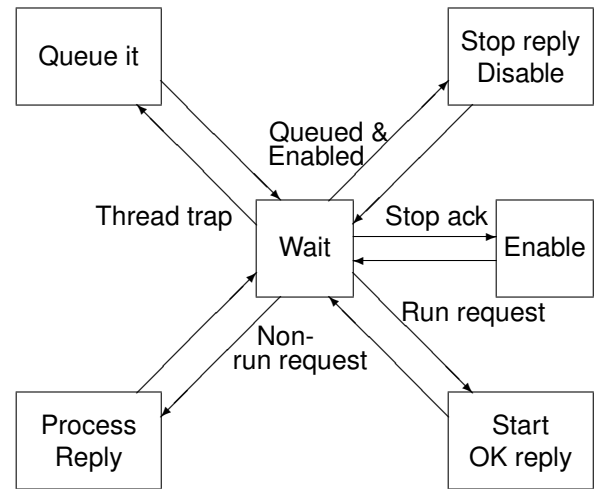 Queue it
Stop reply
Disable
Queued &
Enabled
Thread trap
Stop ack
Wait
Enable
Run request
Non-
run request
Process
Reply
Start
OK reply